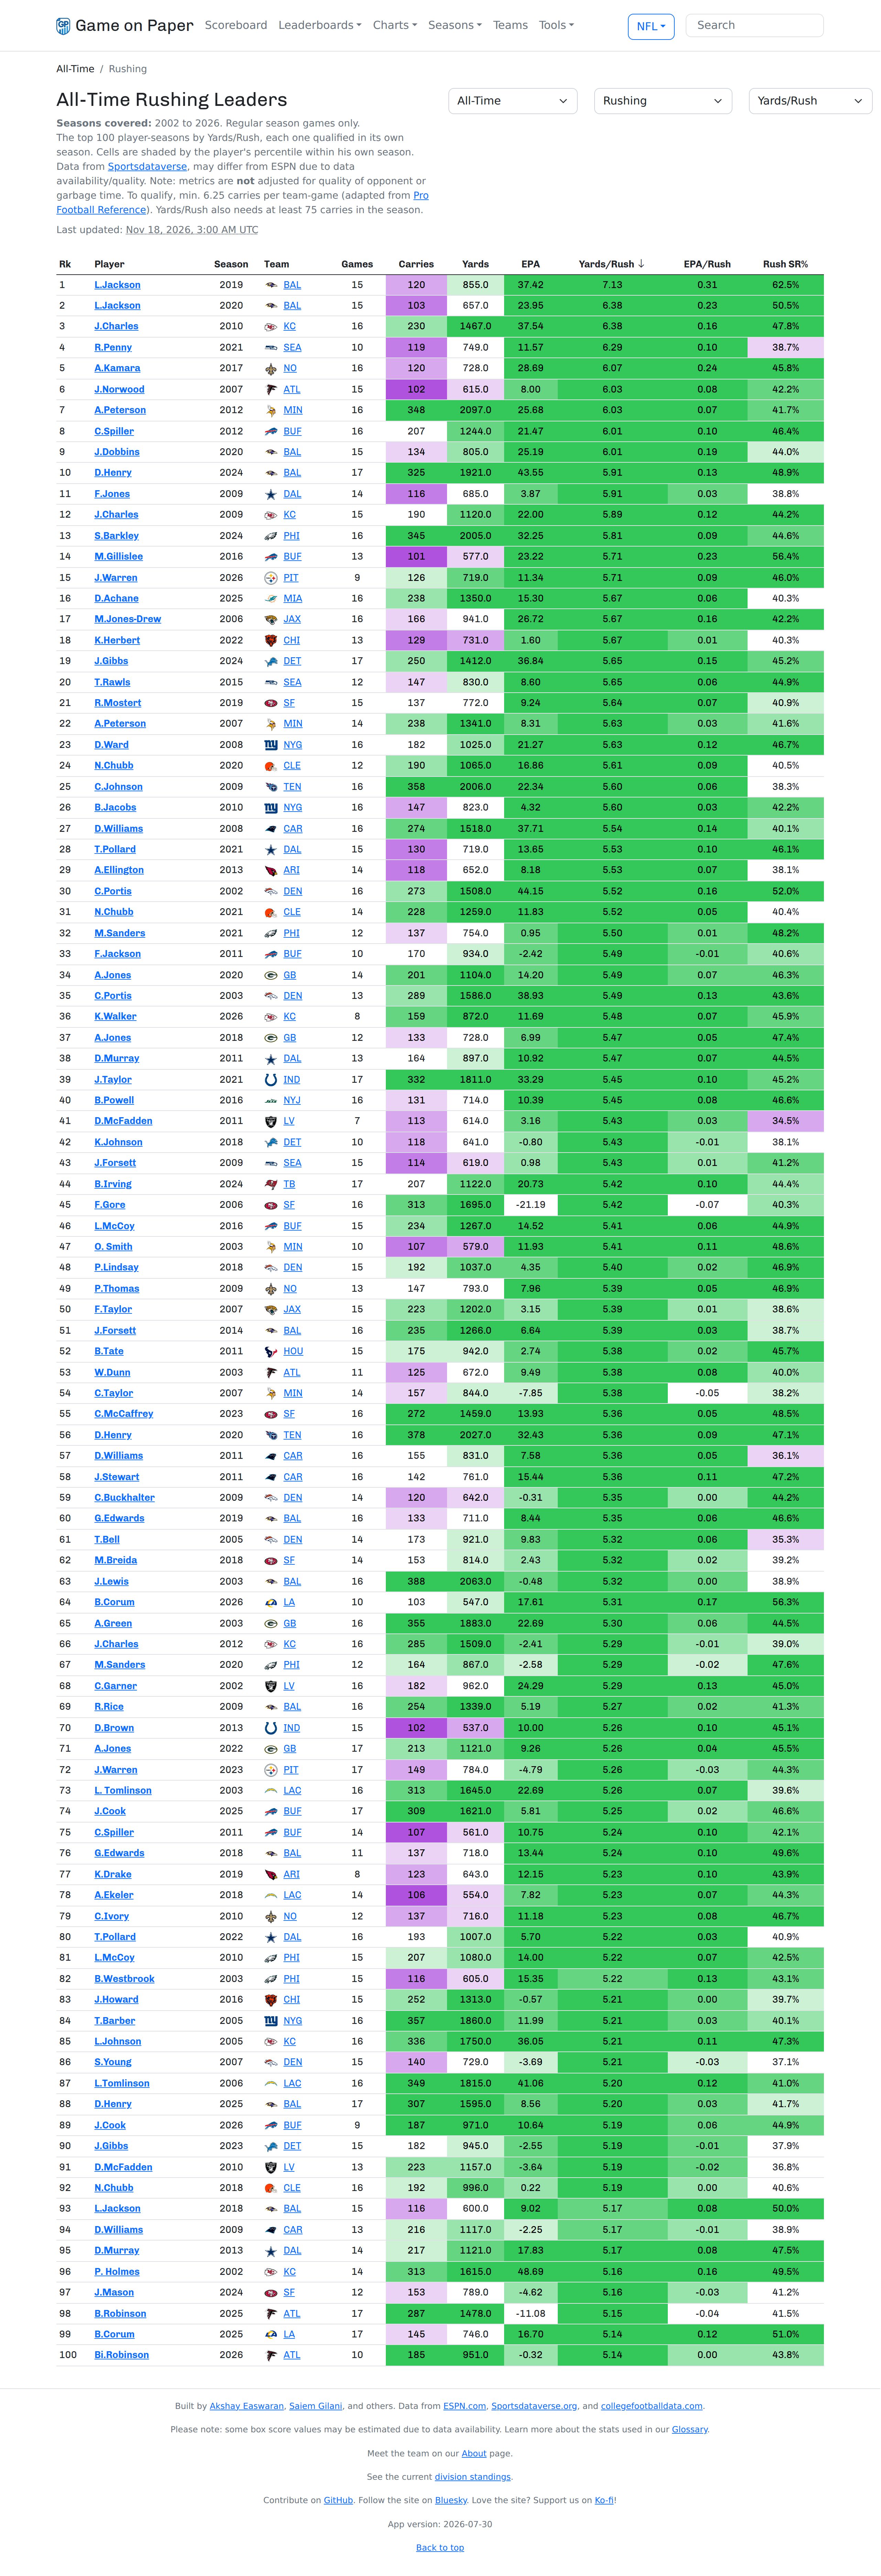 Game on Paper Scoreboard Leaderboards Charts Seasons Teams Tools NFL Search
All-Time / Rushing
All-Time Rushing Leaders All-Time Rushing Yards/Rush
Seasons covered: 2002 to 2026. Regular season games only.
The top 100 player-seasons by Yards/Rush, each one qualified in its own
season. Cells are shaded by the player's percentile within his own season.
Data from Sportsdataverse, may differ from ESPN due to data
availability/quality. Note: metrics are not adjusted for quality of opponent or
garbage time. To qualify, min. 6.25 carries per team-game (adapted from Pro
Football Reference). Yards/Rush also needs at least 75 carries in the season.
Last updated: Nov 18, 2026, 3:00 AM UTC
Rk Player Season Team Games Carries Yards EPA Yards/Rush ↓ EPA/Rush Rush SR%
1 L.Jackson 2019 BAL 15 120 855.0 37.42 7.13 0.31 62.5%
2 L.Jackson 2020 BAL 15 103 657.0 23.95 6.38 0.23 50.5%
3 J.Charles 2010 KC 16 230 1467.0 37.54 6.38 0.16 47.8%
4 R.Penny 2021 SEA 10 119 749.0 11.57 6.29 0.10 38.7%
5 A.Kamara 2017 NO 16 120 728.0 28.69 6.07 0.24 45.8%
6 J.Norwood 2007 ATL 15 102 615.0 8.00 6.03 0.08 42.2%
7 A.Peterson 2012 MIN 16 348 2097.0 25.68 6.03 0.07 41.7%
8 C.Spiller 2012 BUF 16 207 1244.0 21.47 6.01 0.10 46.4%
9 J.Dobbins 2020 BAL 15 134 805.0 25.19 6.01 0.19 44.0%
10 D.Henry 2024 BAL 17 325 1921.0 43.55 5.91 0.13 48.9%
11 F.Jones 2009 DAL 14 116 685.0 3.87 5.91 0.03 38.8%
12 J.Charles 2009 KC 15 190 1120.0 22.00 5.89 0.12 44.2%
13 S.Barkley 2024 PHI 16 345 2005.0 32.25 5.81 0.09 44.6%
14 M.Gillislee 2016 BUF 13 101 577.0 23.22 5.71 0.23 56.4%
15 J.Warren 2026 PIT 9 126 719.0 11.34 5.71 0.09 46.0%
16 D.Achane 2025 MIA 16 238 1350.0 15.30 5.67 0.06 40.3%
17 M.Jones-Drew 2006 JAX 16 166 941.0 26.72 5.67 0.16 42.2%
18 K.Herbert 2022 CHI 13 129 731.0 1.60 5.67 0.01 40.3%
19 J.Gibbs 2024 DET 17 250 1412.0 36.84 5.65 0.15 45.2%
20 T.Rawls 2015 SEA 12 147 830.0 8.60 5.65 0.06 44.9%
21 R.Mostert 2019 SF 15 137 772.0 9.24 5.64 0.07 40.9%
22 A.Peterson 2007 MIN 14 238 1341.0 8.31 5.63 0.03 41.6%
23 D.Ward 2008 NYG 16 182 1025.0 21.27 5.63 0.12 46.7%
24 N.Chubb 2020 CLE 12 190 1065.0 16.86 5.61 0.09 40.5%
25 C.Johnson 2009 TEN 16 358 2006.0 22.34 5.60 0.06 38.3%
26 B.Jacobs 2010 NYG 16 147 823.0 4.32 5.60 0.03 42.2%
27 D.Williams 2008 CAR 16 274 1518.0 37.71 5.54 0.14 40.1%
28 T.Pollard 2021 DAL 15 130 719.0 13.65 5.53 0.10 46.1%
29 A.Ellington 2013 ARI 14 118 652.0 8.18 5.53 0.07 38.1%
30 C.Portis 2002 DEN 16 273 1508.0 44.15 5.52 0.16 52.0%
31 N.Chubb 2021 CLE 14 228 1259.0 11.83 5.52 0.05 40.4%
32 M.Sanders 2021 PHI 12 137 754.0 0.95 5.50 0.01 48.2%
33 F.Jackson 2011 BUF 10 170 934.0 -2.42 5.49 -0.01 40.6%
34 A.Jones 2020 GB 14 201 1104.0 14.20 5.49 0.07 46.3%
35 C.Portis 2003 DEN 13 289 1586.0 38.93 5.49 0.13 43.6%
36 K.Walker 2026 KC 8 159 872.0 11.69 5.48 0.07 45.9%
37 A.Jones 2018 GB 12 133 728.0 6.99 5.47 0.05 47.4%
38 D.Murray 2011 DAL 13 164 897.0 10.92 5.47 0.07 44.5%
39 J.Taylor 2021 IND 17 332 1811.0 33.29 5.45 0.10 45.2%
40 B.Powell 2016 NYJ 16 131 714.0 10.39 5.45 0.08 46.6%
41 D.McFadden 2011 LV 7 113 614.0 3.16 5.43 0.03 34.5%
42 K.Johnson 2018 DET 10 118 641.0 -0.80 5.43 -0.01 38.1%
43 J.Forsett 2009 SEA 15 114 619.0 0.98 5.43 0.01 41.2%
44 B.Irving 2024 TB 17 207 1122.0 20.73 5.42 0.10 44.4%
45 F.Gore 2006 SF 16 313 1695.0 -21.19 5.42 -0.07 40.3%
46 L.McCoy 2016 BUF 15 234 1267.0 14.52 5.41 0.06 44.9%
47 O. Smith 2003 MIN 10 107 579.0 11.93 5.41 0.11 48.6%
48 P.Lindsay 2018 DEN 15 192 1037.0 4.35 5.40 0.02 46.9%
49 P.Thomas 2009 NO 13 147 793.0 7.96 5.39 0.05 46.9%
50 F.Taylor 2007 JAX 15 223 1202.0 3.15 5.39 0.01 38.6%
51 J.Forsett 2014 BAL 16 235 1266.0 6.64 5.39 0.03 38.7%
52 B.Tate 2011 HOU 15 175 942.0 2.74 5.38 0.02 45.7%
53 W.Dunn 2003 ATL 11 125 672.0 9.49 5.38 0.08 40.0%
54 C.Taylor 2007 MIN 14 157 844.0 -7.85 5.38 -0.05 38.2%
55 C.McCaffrey 2023 SF 16 272 1459.0 13.93 5.36 0.05 48.5%
56 D.Henry 2020 TEN 16 378 2027.0 32.43 5.36 0.09 47.1%
57 D.Williams 2011 CAR 16 155 831.0 7.58 5.36 0.05 36.1%
58 J.Stewart 2011 CAR 16 142 761.0 15.44 5.36 0.11 47.2%
59 C.Buckhalter 2009 DEN 14 120 642.0 -0.31 5.35 0.00 44.2%
60 G.Edwards 2019 BAL 16 133 711.0 8.44 5.35 0.06 46.6%
61 T.Bell 2005 DEN 14 173 921.0 9.83 5.32 0.06 35.3%
62 M.Breida 2018 SF 14 153 814.0 2.43 5.32 0.02 39.2%
63 J.Lewis 2003 BAL 16 388 2063.0 -0.48 5.32 0.00 38.9%
64 B.Corum 2026 LA 10 103 547.0 17.61 5.31 0.17 56.3%
65 A.Green 2003 GB 16 355 1883.0 22.69 5.30 0.06 44.5%
66 J.Charles 2012 KC 16 285 1509.0 -2.41 5.29 -0.01 39.0%
67 M.Sanders 2020 PHI 12 164 867.0 -2.58 5.29 -0.02 47.6%
68 C.Garner 2002 LV 16 182 962.0 24.29 5.29 0.13 45.0%
69 R.Rice 2009 BAL 16 254 1339.0 5.19 5.27 0.02 41.3%
70 D.Brown 2013 IND 15 102 537.0 10.00 5.26 0.10 45.1%
71 A.Jones 2022 GB 17 213 1121.0 9.26 5.26 0.04 45.5%
72 J.Warren 2023 PIT 17 149 784.0 -4.79 5.26 -0.03 44.3%
73 L. Tomlinson 2003 LAC 16 313 1645.0 22.69 5.26 0.07 39.6%
74 J.Cook 2025 BUF 17 309 1621.0 5.81 5.25 0.02 46.6%
75 C.Spiller 2011 BUF 14 107 561.0 10.75 5.24 0.10 42.1%
76 G.Edwards 2018 BAL 11 137 718.0 13.44 5.24 0.10 49.6%
77 K.Drake 2019 ARI 8 123 643.0 12.15 5.23 0.10 43.9%
78 A.Ekeler 2018 LAC 14 106 554.0 7.82 5.23 0.07 44.3%
79 C.Ivory 2010 NO 12 137 716.0 11.18 5.23 0.08 46.7%
80 T.Pollard 2022 DAL 16 193 1007.0 5.70 5.22 0.03 40.9%
81 L.McCoy 2010 PHI 15 207 1080.0 14.00 5.22 0.07 42.5%
82 B.Westbrook 2003 PHI 15 116 605.0 15.35 5.22 0.13 43.1%
83 J.Howard 2016 CHI 15 252 1313.0 -0.57 5.21 0.00 39.7%
84 T.Barber 2005 NYG 16 357 1860.0 11.99 5.21 0.03 40.1%
85 L.Johnson 2005 KC 16 336 1750.0 36.05 5.21 0.11 47.3%
86 S.Young 2007 DEN 15 140 729.0 -3.69 5.21 -0.03 37.1%
87 L.Tomlinson 2006 LAC 16 349 1815.0 41.06 5.20 0.12 41.0%
88 D.Henry 2025 BAL 17 307 1595.0 8.56 5.20 0.03 41.7%
89 J.Cook 2026 BUF 9 187 971.0 10.64 5.19 0.06 44.9%
90 J.Gibbs 2023 DET 15 182 945.0 -2.55 5.19 -0.01 37.9%
91 D.McFadden 2010 LV 13 223 1157.0 -3.64 5.19 -0.02 36.8%
92 N.Chubb 2018 CLE 16 192 996.0 0.22 5.19 0.00 40.6%
93 L.Jackson 2018 BAL 15 116 600.0 9.02 5.17 0.08 50.0%
94 D.Williams 2009 CAR 13 216 1117.0 -2.25 5.17 -0.01 38.9%
95 D.Murray 2013 DAL 14 217 1121.0 17.83 5.17 0.08 47.5%
96 P. Holmes 2002 KC 14 313 1615.0 48.69 5.16 0.16 49.5%
97 J.Mason 2024 SF 12 153 789.0 -4.62 5.16 -0.03 41.2%
98 B.Robinson 2025 ATL 17 287 1478.0 -11.08 5.15 -0.04 41.5%
99 B.Corum 2025 LA 17 145 746.0 16.70 5.14 0.12 51.0%
100 Bi.Robinson 2026 ATL 10 185 951.0 -0.32 5.14 0.00 43.8%
Built by Akshay Easwaran, Saiem Gilani, and others. Data from ESPN.com, Sportsdataverse.org, and collegefootballdata.com.
Please note: some box score values may be estimated due to data availability. Learn more about the stats used in our Glossary.
Meet the team on our About page.
See the current division standings.
Contribute on GitHub. Follow the site on Bluesky. Love the site? Support us on Ko-fi!
App version: 2026-07-30
Back to top